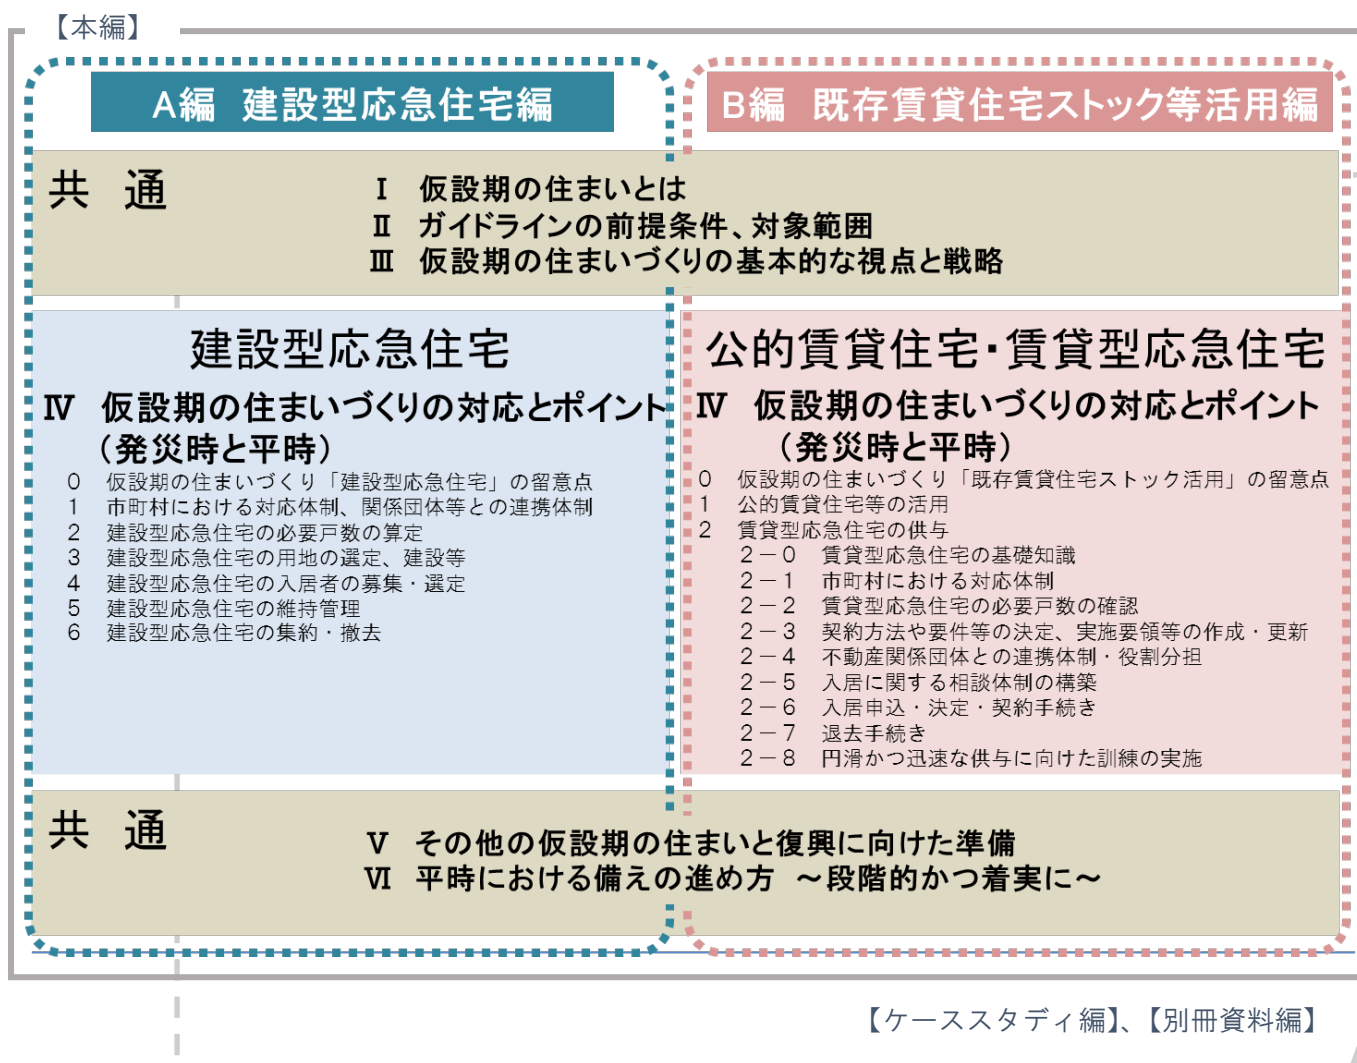 【本編】
A編 建設型応急住宅編
B編 既存賃貸住宅ストック等活用編
共 通
Ⅰ 仮設期の住まいとは
Ⅱ ガイドラインの前提条件、対象範囲
Ⅲ 仮設期の住まいづくりの基本的な視点と戦略
建設型応急住宅
Ⅳ 仮設期の住まいづくりの対応とポイント
（発災時と平時）
0 仮設期の住まいづくり「建設型応急住宅」の留意点
1 市町村における対応体制、関係団体等との連携体制
2 建設型応急住宅の必要戸数の算定
3 建設型応急住宅の用地の選定、建設等
4 建設型応急住宅の入居者の募集・選定
5 建設型応急住宅の維持管理
6 建設型応急住宅の集約・撤去
公的賃貸住宅・賃貸型応急住宅
Ⅳ 仮設期の住まいづくりの対応とポイント
（発災時と平時）
0 仮設期の住まいづくり「既存賃貸住宅ストック活用」の留意点
1 公的賃貸住宅等の活用
2 賃貸型応急住宅の供与
2－0 賃貸型応急住宅の基礎知識
2－1 市町村における対応体制
2－2 賃貸型応急住宅の必要戸数の確認
2－3 契約方法や要件等の決定、実施要領等の作成・更新
2－4 不動産関係団体との連携体制・役割分担
2－5 入居に関する相談体制の構築
2－6 入居申込・決定・契約手続き
2－7 退去手続き
2－8 円滑かつ迅速な供与に向けた訓練の実施
共 通
Ⅴ その他の仮設期の住まいと復興に向けた準備
Ⅵ 平時における備えの進め方 ～段階的かつ着実に～
【ケーススタディ編】、【別冊資料編】